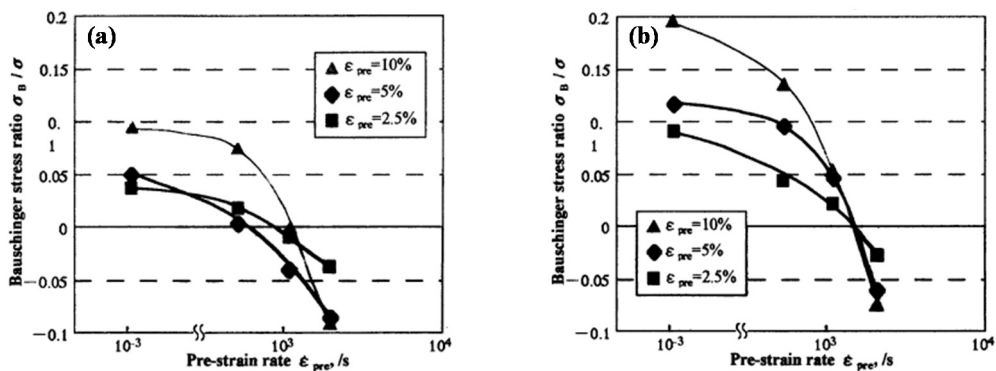 (a)
Bauschinger stress ratio σ B / σ
0.2
0.15
0.
1
0.05
0
−0.05
−0.1
ε pre=10%
ε pre=5%
ε pre=2.5%
10-3
10³
10⁴
Pre-strain rate ε̇ pre, /s
(b)
Bauschinger stress ratio σ B / σ
0.2
0.15
0.
1
0.05
0
−0.05
−0.1
ε pre=10%
ε pre=5%
ε pre=2.5%
10-3
10³
10⁴
Pre-strain rate ε̇ pre, /s